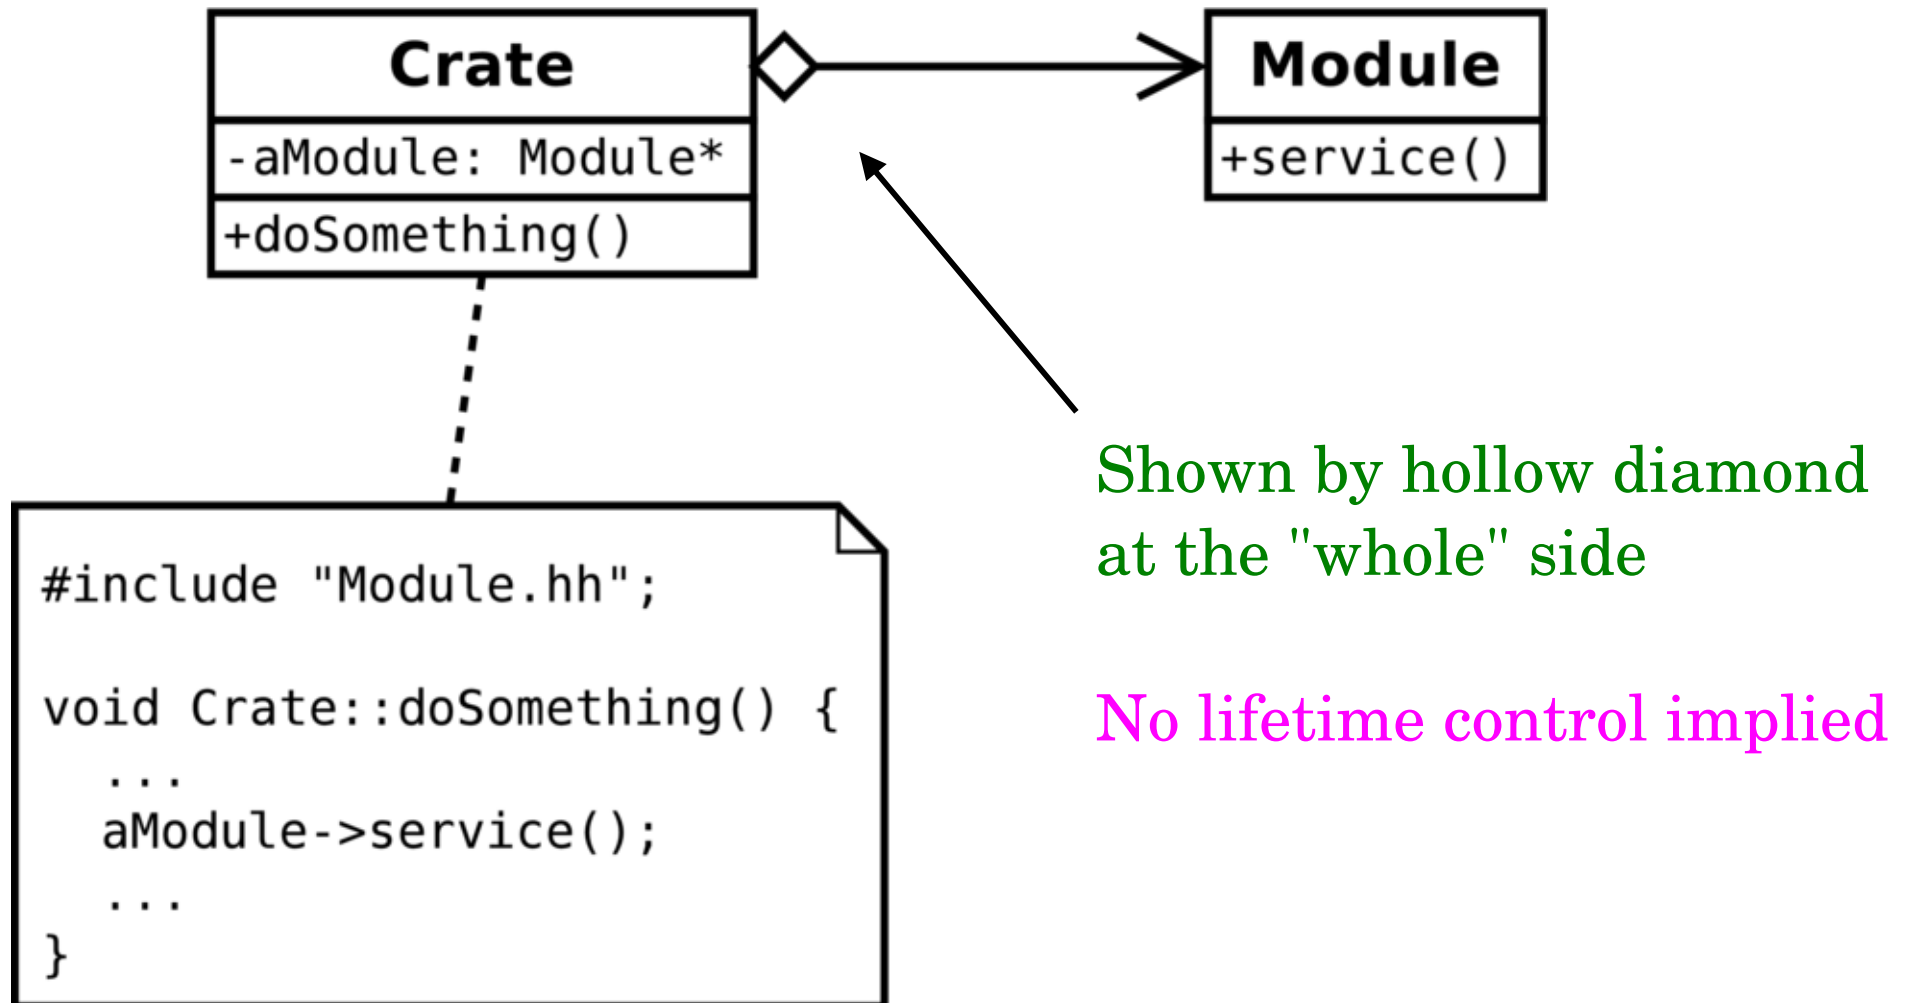 Crate
-aModule: Module*
+doSomething()
Module
+service()
Shown by hollow diamond
at the "whole" side
No lifetime control implied
#include "Module.hh";
void Crate::doSomething() {
...
aModule->service();
...
}